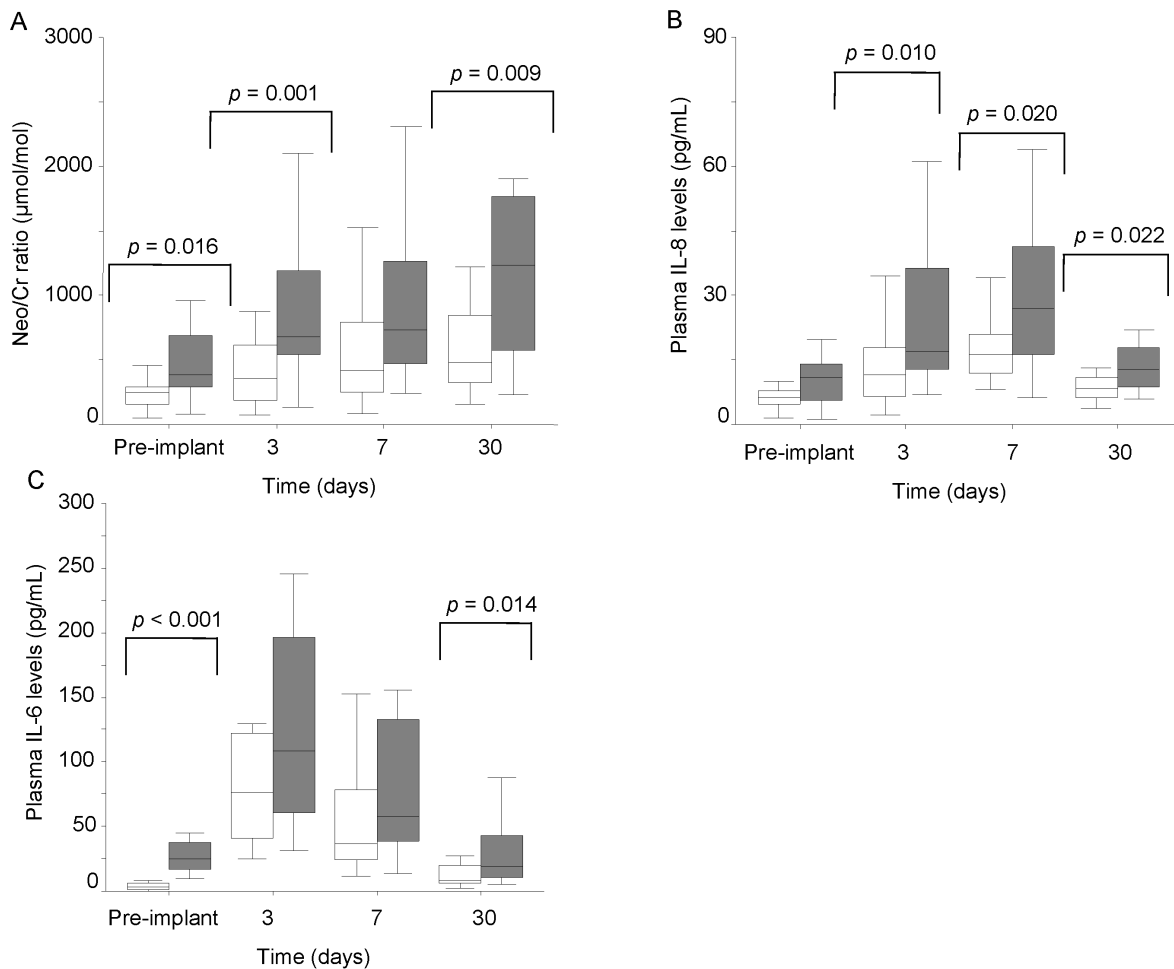 A
Neo/Cr ratio (μmol/mol)
3000
2000
1000
0
p = 0.016
p = 0.001
p = 0.009
Pre-implant 3 7 30
Time (days)
B
Plasma IL-8 levels (pg/mL)
90
60
30
0
p = 0.010
p = 0.020
p = 0.022
Pre-implant 3 7 30
Time (days)
C
Plasma IL-6 levels (pg/mL)
300
250
200
150
100
50
0
p < 0.001
p = 0.014
Pre-implant 3 7 30
Time (days)